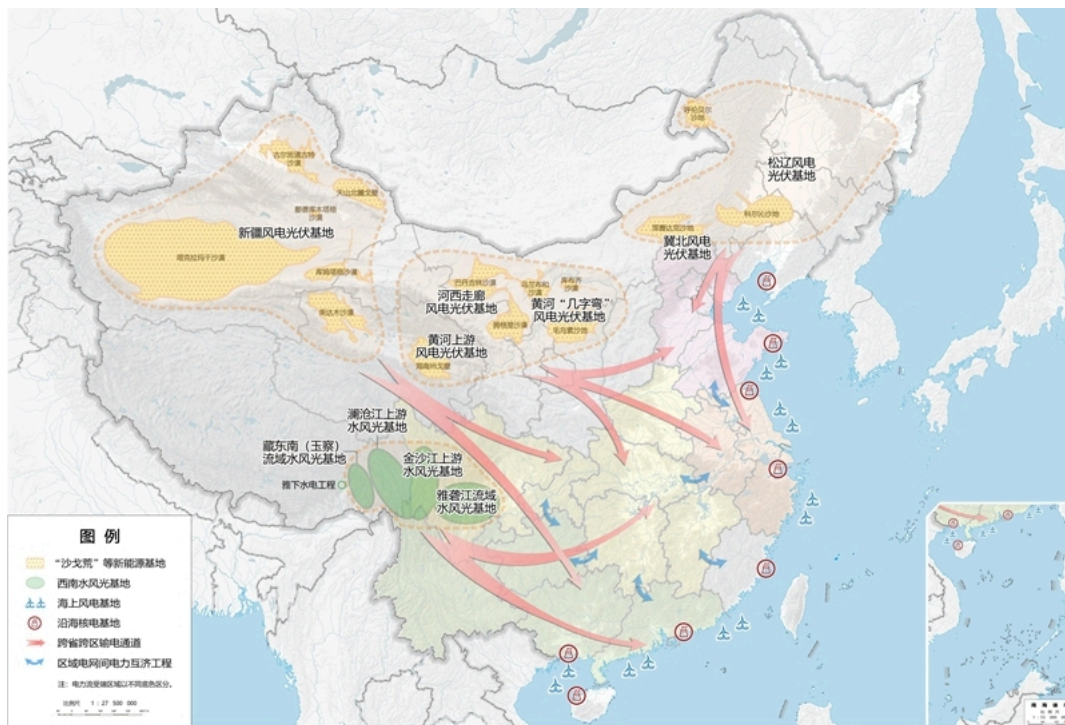 呼伦贝尔
沙地
松辽风电
光伏基地
古尔班通古特
沙漠
天山北麓戈壁
鄯善库木塔格
沙漠
新疆风电光伏基地
塔克拉玛干沙漠
库姆塔格沙漠
柴达木沙漠
科尔沁沙地
浑善达克沙地
冀北风电
光伏基地
巴丹吉林沙漠
乌兰布和
沙漠
库布齐
沙漠
河西走廊
风电光伏基地
黄河“几字弯”
风电光伏基地
腾格里沙漠
毛乌素沙地
黄河上游
风电光伏基地
澜沧江上游
水风光基地
藏东南（玉察）
流域水风光基地
金沙江上游
水风光基地
雅下水电工程
雅砻江流域
水风光基地
图 例
“沙戈荒”等新能源基地
西南水风光基地
海上风电基地
沿海核电基地
跨省跨区输电通道
区域电网间电力互济工程
注：电力流受端区域以不同底色区分。
比例尺 1：27 500 000